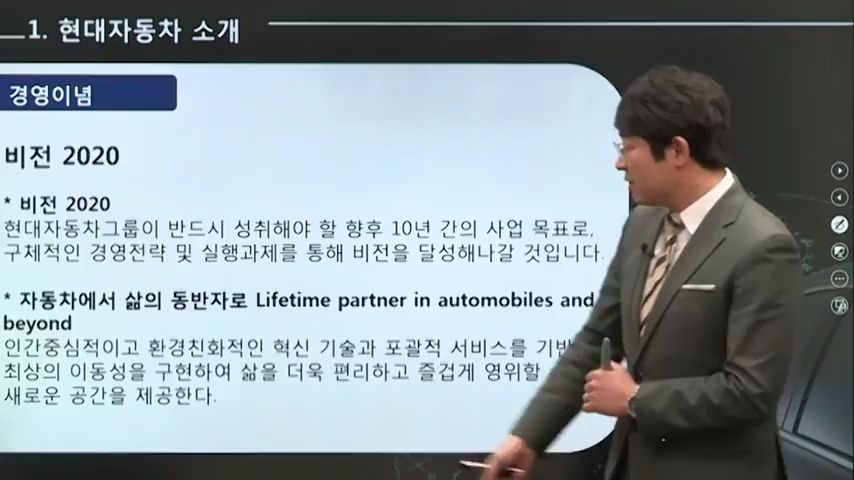 1. 현대자동차 소개
경영이념
비전 2020
* 비전 2020
현대자동차그룹이 반드시 성취해야 할 향후 10년 간의 사업 목표로,
구체적인 경영전략 및 실행과제를 통해 비전을 달성해나갈 것입니다.
* 자동차에서 삶의 동반자로 Lifetime partner in automobiles and
beyond
인간중심적이고 환경친화적인 혁신 기술과 포괄적 서비스를 기반
최상의 이동성을 구현하여 삶을 더욱 편리하고 즐겁게 영위할
새로운 공간을 제공한다.